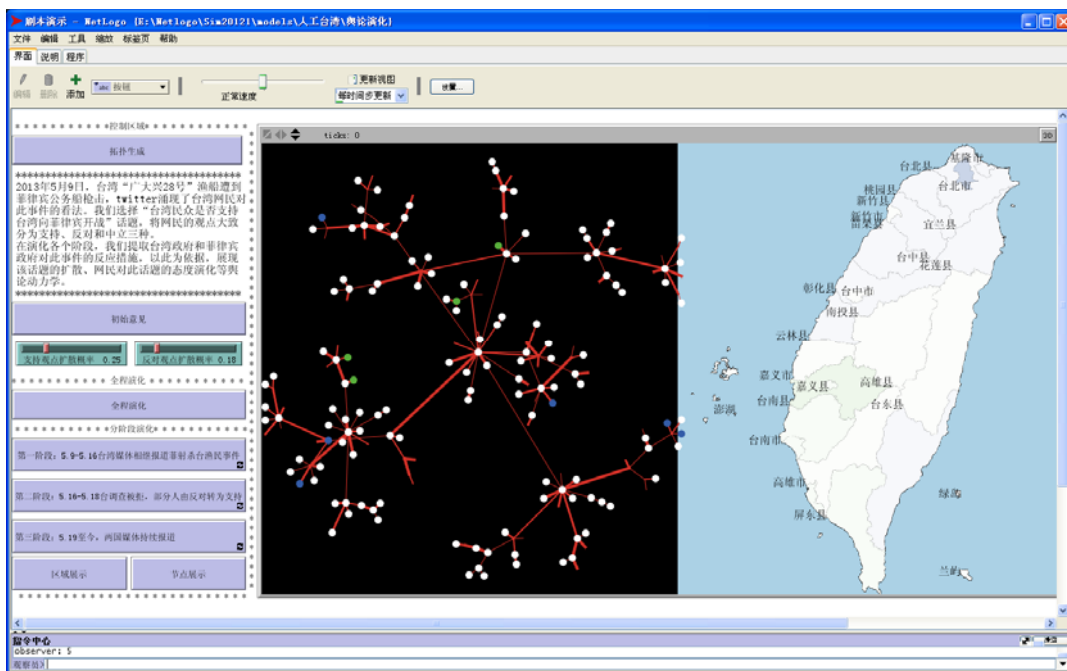 剧本演示 - NetLogo {E:\Netlogo\Sim20121\models\人工台湾\舆论演化}
文件 编辑 工具 缩放 标签页 帮助
界面 说明 程序
编辑 删除 添加 abc 按钮 正常速度 更新视图 每时间步更新 设置...
*控制区域*
ticks: 0
3D
拓扑生成
2013年5月9日，台湾“广大兴28号”渔船遭到
菲律宾公务船枪击，twitter涌现了台湾网民对
此事件的看法。我们选择“台湾民众是否支持
台湾向菲律宾开战”话题，将网民的观点大致
分为支持、反对和中立三种。
在演化各个阶段，我们提取台湾政府和菲律宾
政府对此事件的反应措施，以此为依据，展现
该话题的扩散、网民对此话题的态度演化等舆
论动力学。
初始意见
支持观点扩散概率 0.25
反对观点扩散概率 0.18
全程演化
全程演化
分阶段演化
第一阶段：5.9-5.16台湾媒体相继报道菲射杀台渔民事件
第二阶段：5.16-5.18台调查被拒，部分人由反对转为支持
第三阶段：5.19至今，两国媒体持续报道
区域展示
节点展示
基隆市
台北县
台北市
桃园县
新竹县
新竹市
苗栗县
宜兰县
台中县
花莲县
彰化县
台中市
南投县
云林县
嘉义市
嘉义县
高雄县
台南县
台东县
澎湖
台南市
高雄市
绿岛
屏东县
兰屿
命令中心
observer: 5
观察员>